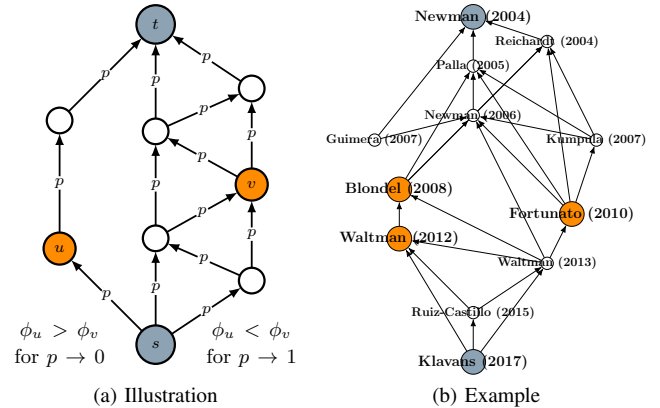 t
p
p
p
p
p
p
p
p
v
p
p
p
u
p
p
p
p
p
s
ϕu > ϕv
for p → 0
ϕu < ϕv
for p → 1
(a) Illustration
Newman (2004)
Reichardt (2004)
Palla (2005)
Newman (2006)
Guimera (2007)
Kumpula (2007)
Blondel (2008)
Fortunato (2010)
Waltman (2012)
Waltman (2013)
Ruiz-Castillo (2015)
Klavans (2017)
(b) Example